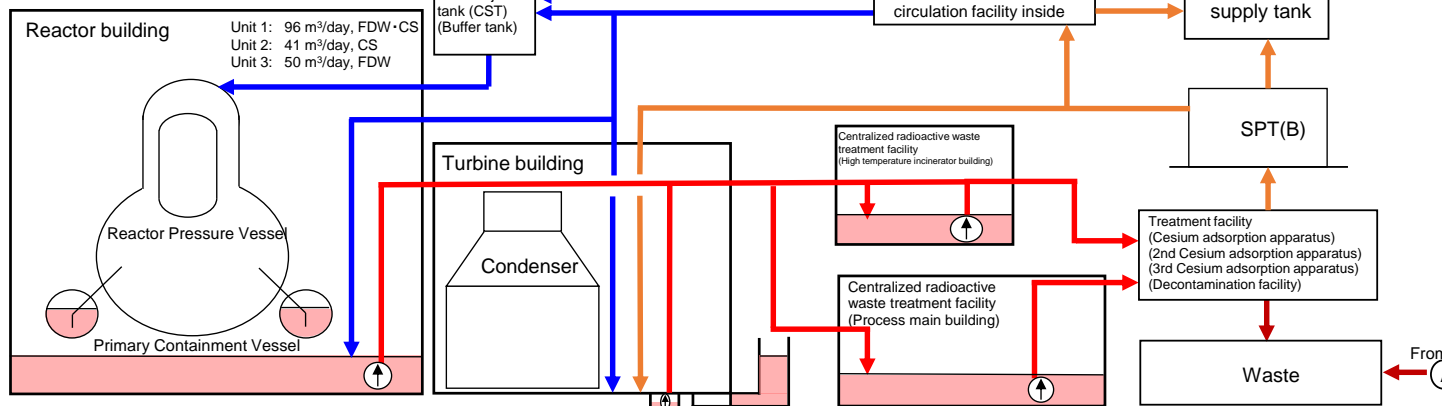 tank (CST)
(Buffer tank)
circulation facility inside
supply tank
Reactor building
Unit 1: 96 m³/day, FDW・CS
Unit 2: 41 m³/day, CS
Unit 3: 50 m³/day, FDW
SPT(B)
Centralized radioactive waste
treatment facility
(High temperature incinerator building)
Turbine building
Reactor Pressure Vessel
Condenser
Treatment facility
(Cesium adsorption apparatus)
(2nd Cesium adsorption apparatus)
(3rd Cesium adsorption apparatus)
(Decontamination facility)
Centralized radioactive
waste treatment facility
(Process main building)
Primary Containment Vessel
Waste
From